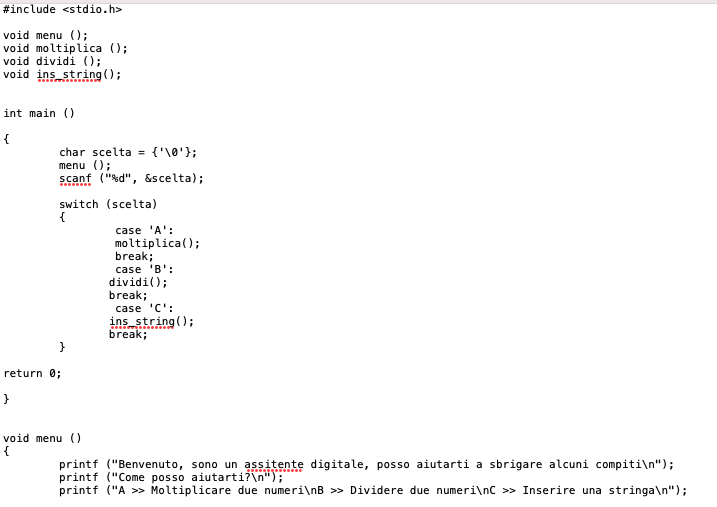 #include <stdio.h>
void menu ();
void moltiplica ();
void dividi ();
void ins_string();
int main ()
{
char scelta = {'\0'};
menu ();
scanf ("%d", &scelta);
switch (scelta)
{
case 'A':
moltiplica();
break;
case 'B':
dividi();
break;
case 'C':
ins_string();
break;
}
return 0;
}
void menu ()
{
printf ("Benvenuto, sono un assitente digitale, posso aiutarti a sbrigare alcuni compiti\n");
printf ("Come posso aiutarti?\n");
printf ("A >> Moltiplicare due numeri\nB >> Dividere due numeri\nC >> Inserire una stringa\n");